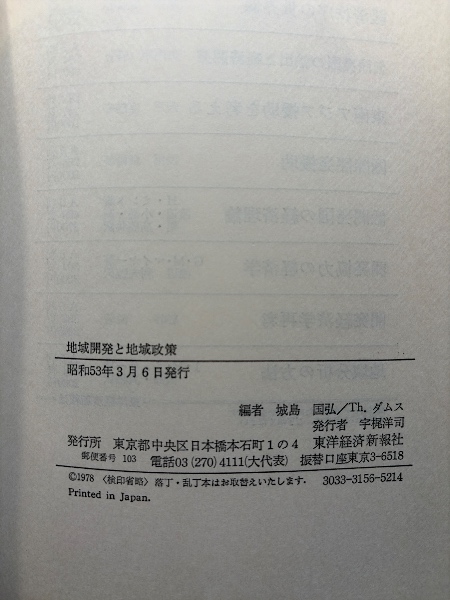 地域開発と地域政策
昭和53年3月6日発行
編者 城島 国弘/Th. ダムス
発行者 宇梶洋司
発行所 東京都中央区日本橋本石町1の4 東洋経済新報社
郵便番号 103 電話03(270)4111(大代表) 振替口座東京3-6518
©1978 〈検印省略〉落丁・乱丁本はお取替えいたします。 3033-3156-5214
Printed in Japan.